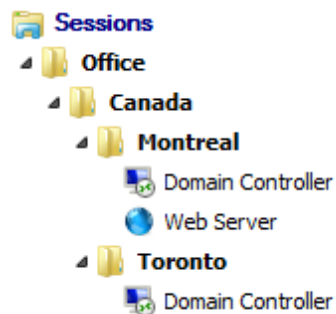 Sessions
Office
Canada
Montreal
Domain Controller
Web Server
Toronto
Domain Controller